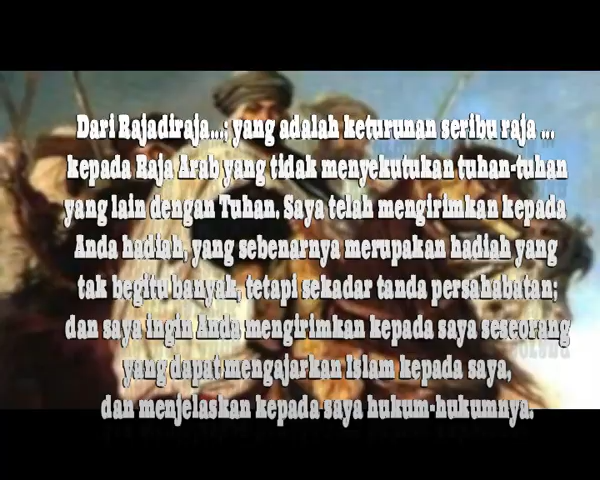 Dari Rajadiraja...; yang adalah keturunan seribu raja ...
kepada Raja Arab yang tidak menyekutukan tuhan-tuhan
yang lain dengan Tuhan. Saya telah mengirimkan kepada
Anda hadiah, yang sebenarnya merupakan hadiah yang
tak begitu banyak, tetapi sekadar tanda persahabatan;
dan saya ingin Anda mengirimkan kepada saya seseorang
yang dapat mengajarkan Islam kepada saya,
dan menjelaskan kepada saya hukum-hukumnya.